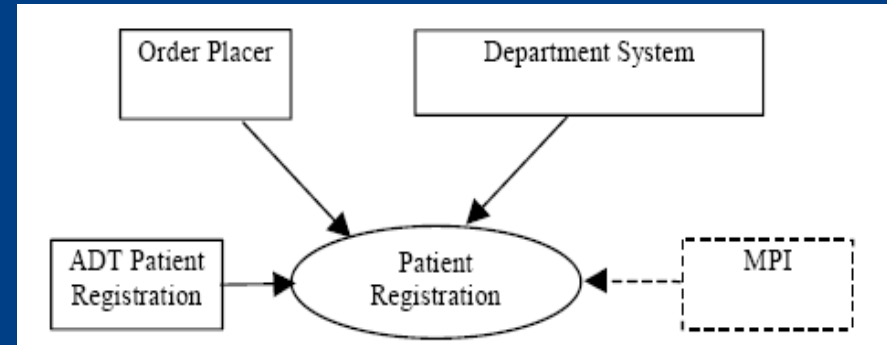 Order Placer
Department System
ADT Patient
Registration
Patient
Registration
MPI